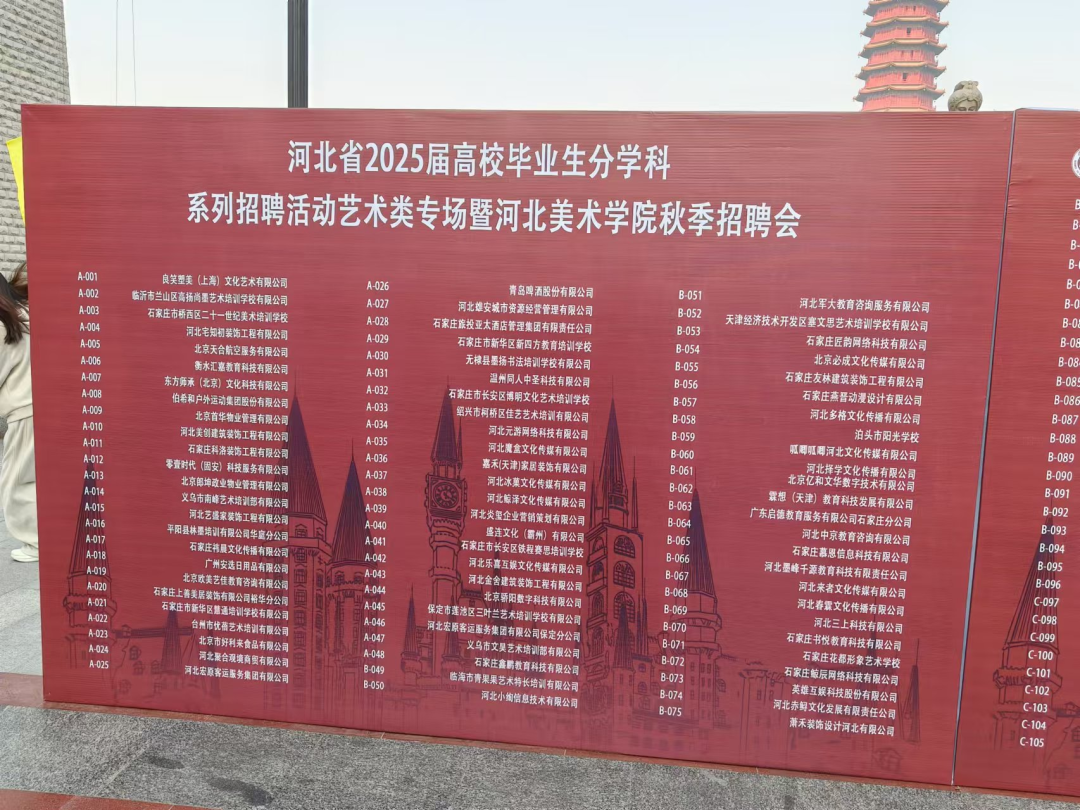 河北省2025届高校毕业生分学科
系列招聘活动艺术类专场暨河北美术学院秋季招聘会
A-001 良笑塑美（上海）文化艺术有限公司
A-002 临沂市兰山区高扬尚墨艺术培训学校有限公司
A-003 石家庄市桥西区二十一世纪美术培训学校
A-004 河北宅知初装饰工程有限公司
A-005 北京天合航空服务有限公司
A-006 衡水汇嘉教育科技有限公司
A-007 东方师承（北京）文化科技有限公司
A-008 伯希和户外运动集团股份有限公司
A-009 北京首华物业管理有限公司
A-010 河北美创建筑装饰工程有限公司
A-011 石家庄科洛装饰工程有限公司
A-012 零壹时代（固安）科技服务有限公司
A-013 北京郎坤政业物业管理有限公司
A-014 义乌市南峰艺术培训部有限公司
A-015 河北艺盛家装饰工程有限公司
A-016 平阳县林墨培训有限公司华庭分公司
A-017 石家庄祎晨文化传播有限公司
A-018 广州安选日用品有限公司
A-019 北京欧美艺佳教育咨询有限公司
A-020 石家庄上善美居装饰有限公司裕华分公司
A-021 石家庄市新华区慧通培训学校有限公司
A-022 台州市优蓓艺术培训有限公司
A-023 北京市好利来食品有限公司
A-024 河北聚合观境商贸有限公司
A-025 河北宏原客运服务集团有限公司
A-026 青岛啤酒股份有限公司
A-027 河北雄安城市资源经营管理有限公司
A-028 石家庄旅投亚太酒店管理集团有限责任公司
A-029 石家庄市新华区新四方教育培训学校
A-030 无棣县墨扬书法培训学校有限公司
A-031 温州同人中圣科技有限公司
A-032 石家庄市长安区博明文化艺术培训学校
A-033 绍兴市柯桥区佳艺艺术培训有限公司
A-034 河北元游网络科技有限公司
A-035 河北魔盒文化传媒有限公司
A-036 嘉禾(天津)家居装饰有限公司
A-037 河北冰菓文化传媒有限公司
A-038 河北鲸泽文化传媒有限公司
A-039 河北炎玺企业营销策划有限公司
A-040 盛连文化（霸州）有限公司
A-041 石家庄市长安区铁程赛思培训学校
A-042 河北乐嘉互娱文化传媒有限公司
A-043 河北金舍建筑装饰工程有限公司
A-044 北京骄阳数字科技有限公司
A-045 保定市莲池区三叶兰艺术培训学校有限公司
A-046 河北宏原客运服务集团有限公司保定分公司
A-047 义乌市文昊艺术培训部有限公司
A-048 石家庄鑫鹏教育科技有限公司
B-049 临海市青果果艺术特长培训有限公司
B-050 河北小绚信息技术有限公司
B-051 河北军大教育咨询服务有限公司
B-052 天津经济技术开发区塞文思艺术培训学校有限公司
B-053 石家庄匠韵网络科技有限公司
B-054 北京必成文化传媒有限公司
B-055 石家庄友林建筑装饰工程有限公司
B-056 石家庄燕晋动漫设计有限公司
B-057 河北多格文化传播有限公司
B-058 泊头市阳光学校
B-059 呱唧呱唧河北文化传媒有限公司
B-060 河北择学文化传播有限公司
B-061 北京亿和文华数字技术有限公司
B-062 霖想（天津）教育科技发展有限公司
B-063 广东启德教育服务有限公司石家庄分公司
B-064 河北中京教育咨询有限公司
B-065 石家庄慕恩信息科技有限公司
B-066 河北墨峰千源教育科技有限责任公司
B-067 河北来者文化传媒有限公司
B-068 河北春霖文化传播有限公司
B-069 河北三上科技有限公司
B-070 石家庄书悦教育科技有限公司
B-071 石家庄花都形象艺术学校
B-072 石家庄鲸辰网络科技有限公司
B-073 英雄互娱科技股份有限公司
B-074 河北赤鲟文化发展有限责任公司
B-075 萧禾装饰设计河北有限公司
B-085
B-086
B-087
B-088
B-089
B-090
B-091
B-092
B-093
B-094
B-095
B-096
C-097
C-098
C-099
C-100
C-101
C-102
C-103
C-104
C-105